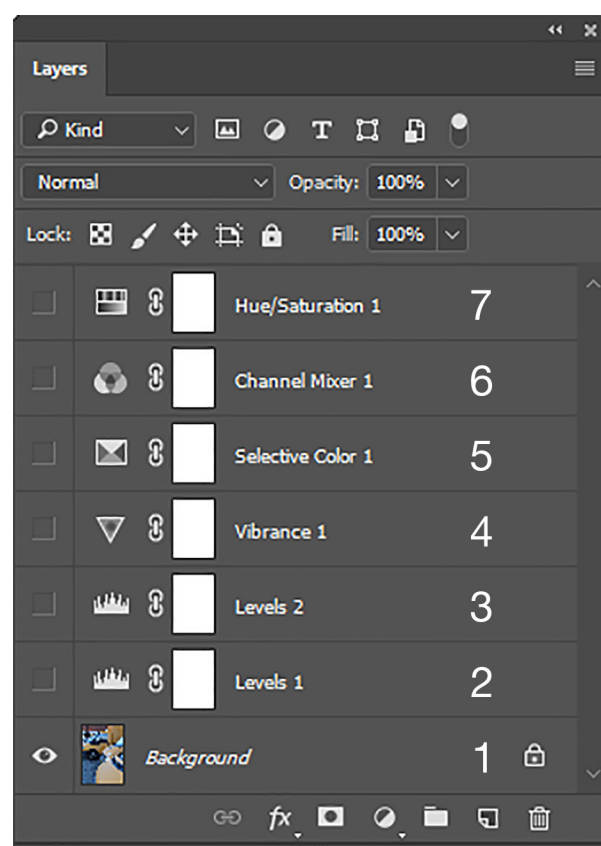 Layers
Kind
Normal Opacity: 100%
Lock: Fill: 100%
Hue/Saturation 1 7
Channel Mixer 1 6
Selective Color 1 5
Vibrance 1 4
Levels 2 3
Levels 1 2
Background 1
fx